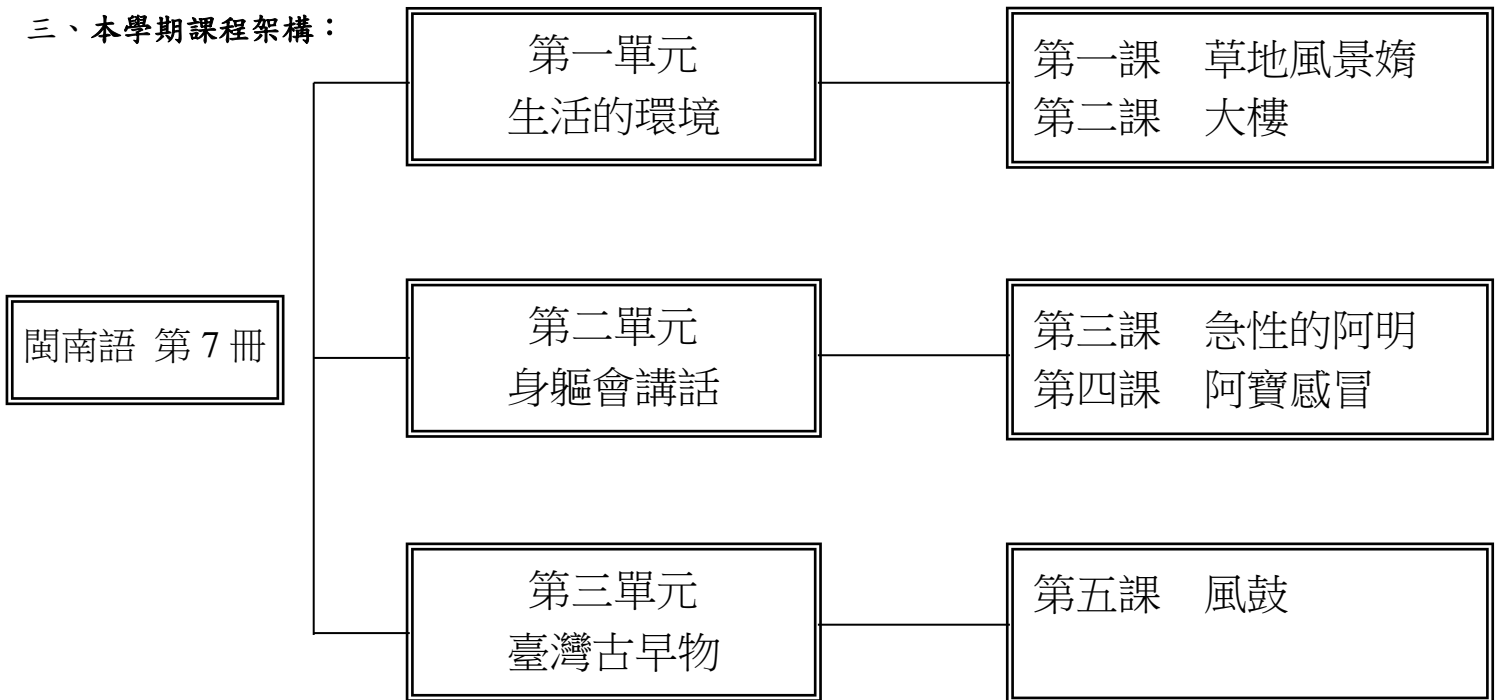 三、本學期課程架構：
閩南語 第 7 冊
第一單元
生活的環境
第一課　草地風景媠
第二課　大樓
第二單元
身軀會講話
第三課　急性的阿明
第四課　阿寶感冒
第三單元
臺灣古早物
第五課　風鼓